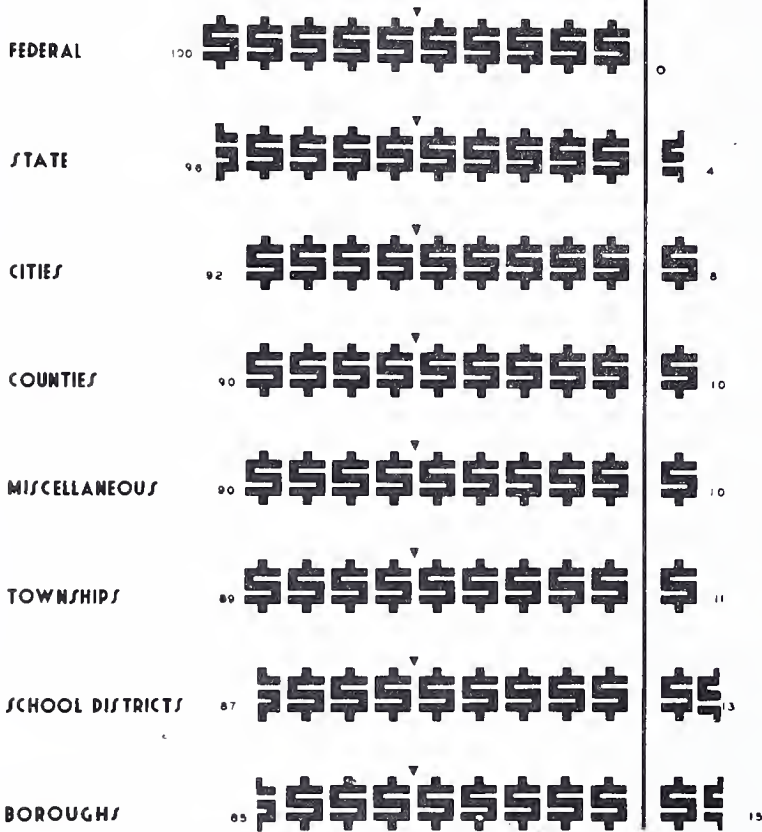 FEDERAL 100 0
STATE 96 4
CITIES 92 8
COUNTIES 90 10
MISCELLANEOUS 90 10
TOWNSHIPS 89 11
SCHOOL DISTRICTS 87 13
BOROUGHS 85 15